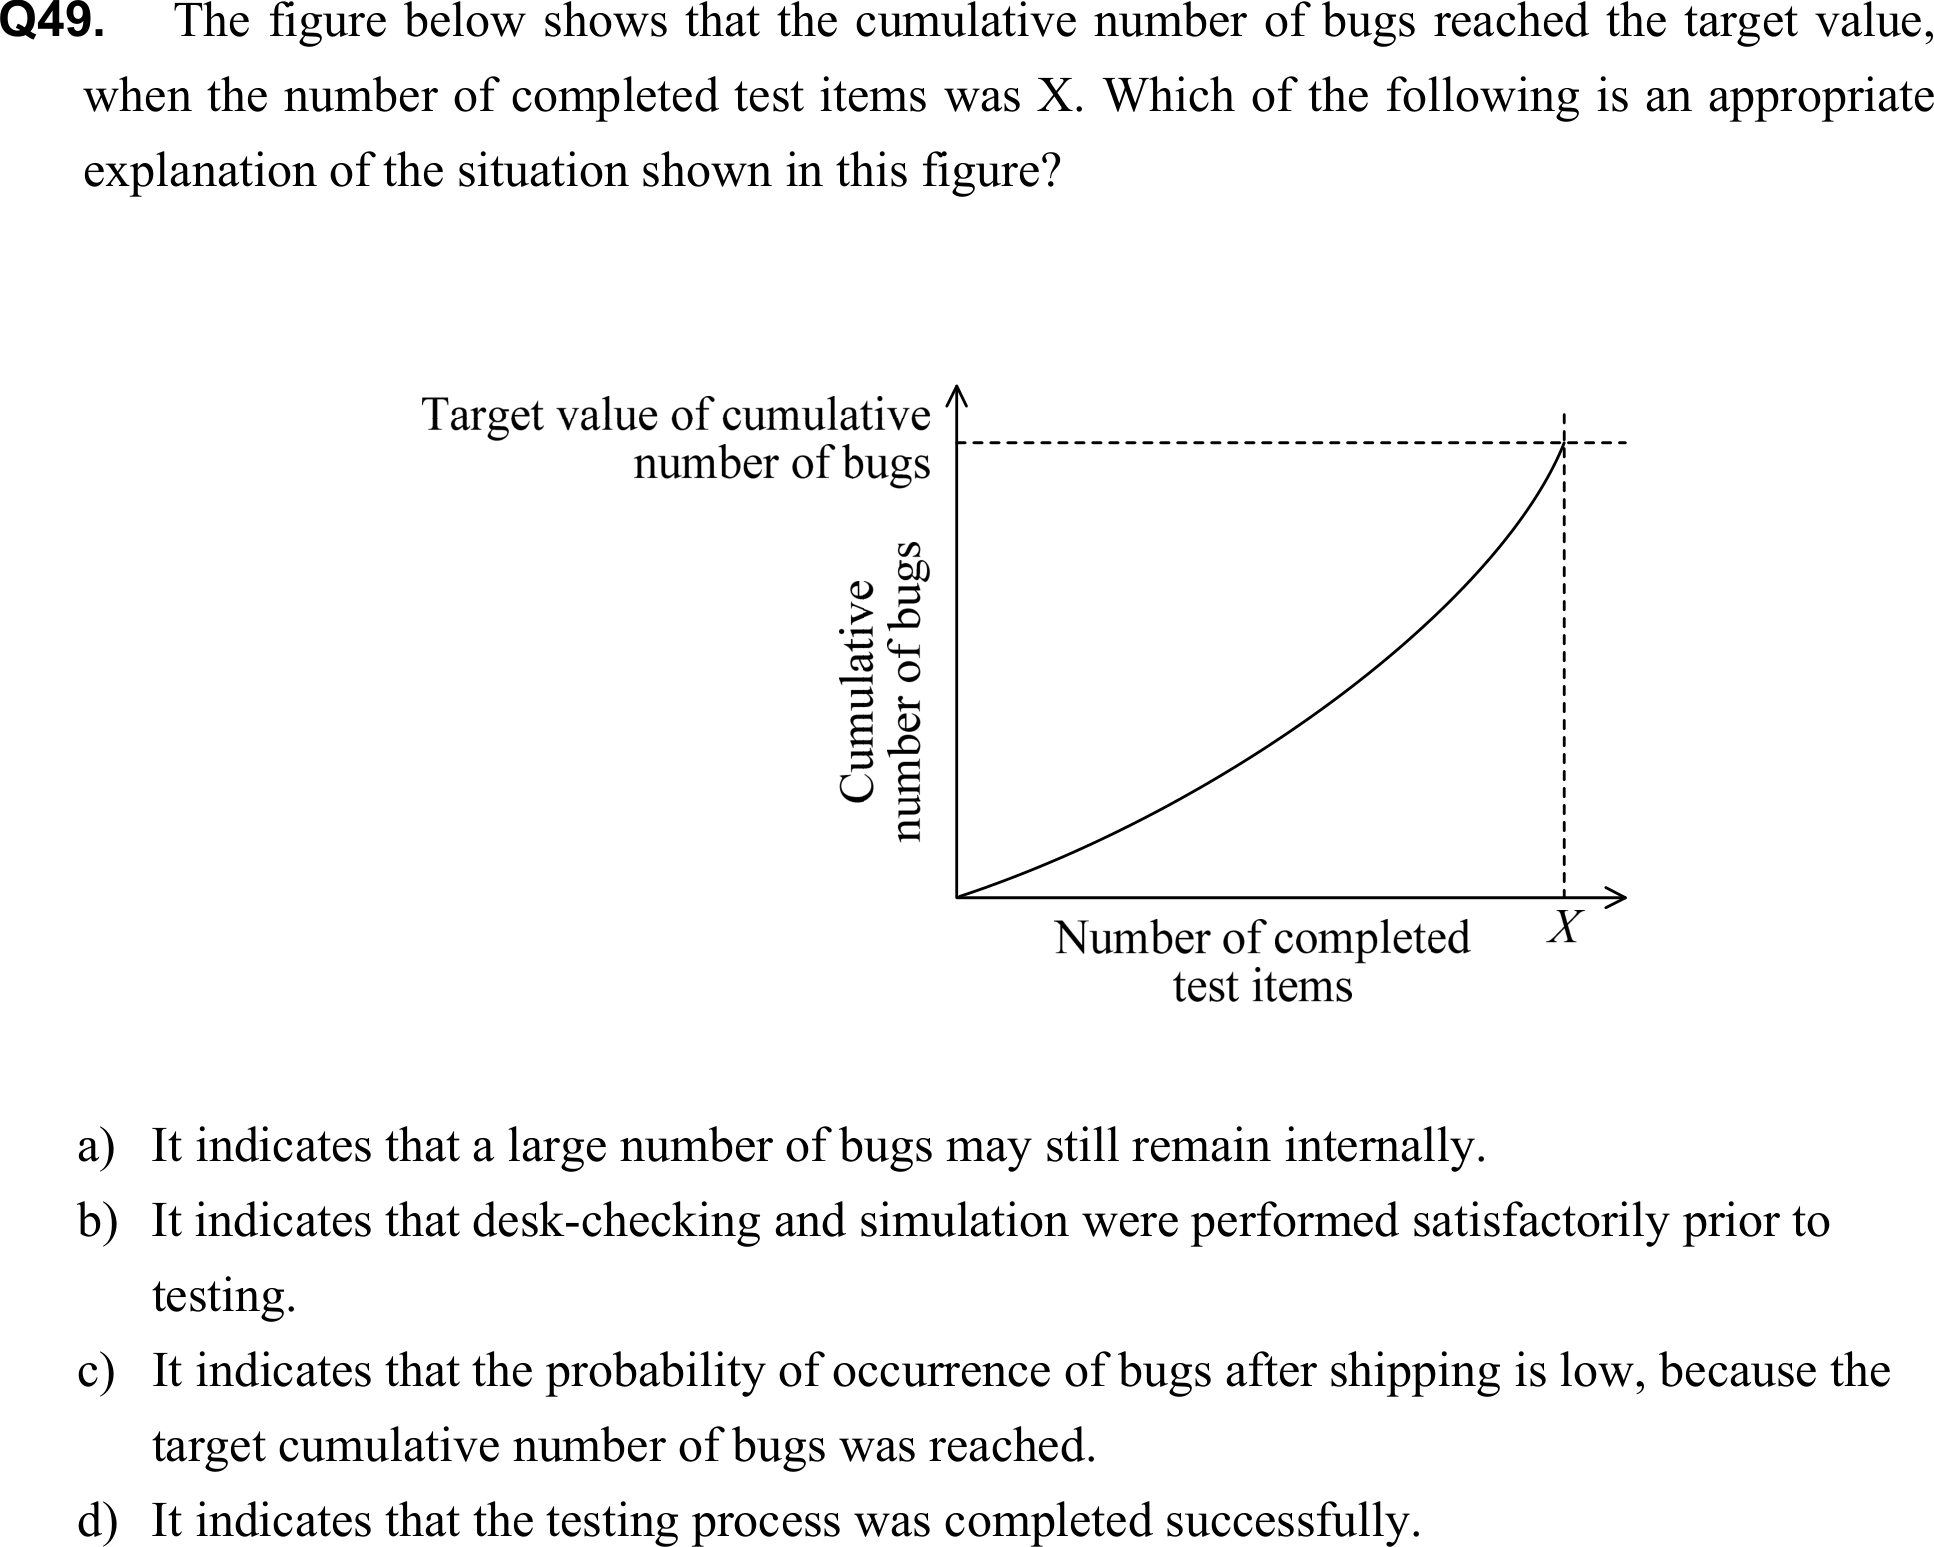 Q49. The figure below shows that the cumulative number of bugs reached the target value,
when the number of completed test items was X. Which of the following is an appropriate
explanation of the situation shown in this figure?
Target value of cumulative
number of bugs
Cumulative
number of bugs
Number of completed
test items
X
a) It indicates that a large number of bugs may still remain internally.
b) It indicates that desk-checking and simulation were performed satisfactorily prior to
testing.
c) It indicates that the probability of occurrence of bugs after shipping is low, because the
target cumulative number of bugs was reached.
d) It indicates that the testing process was completed successfully.